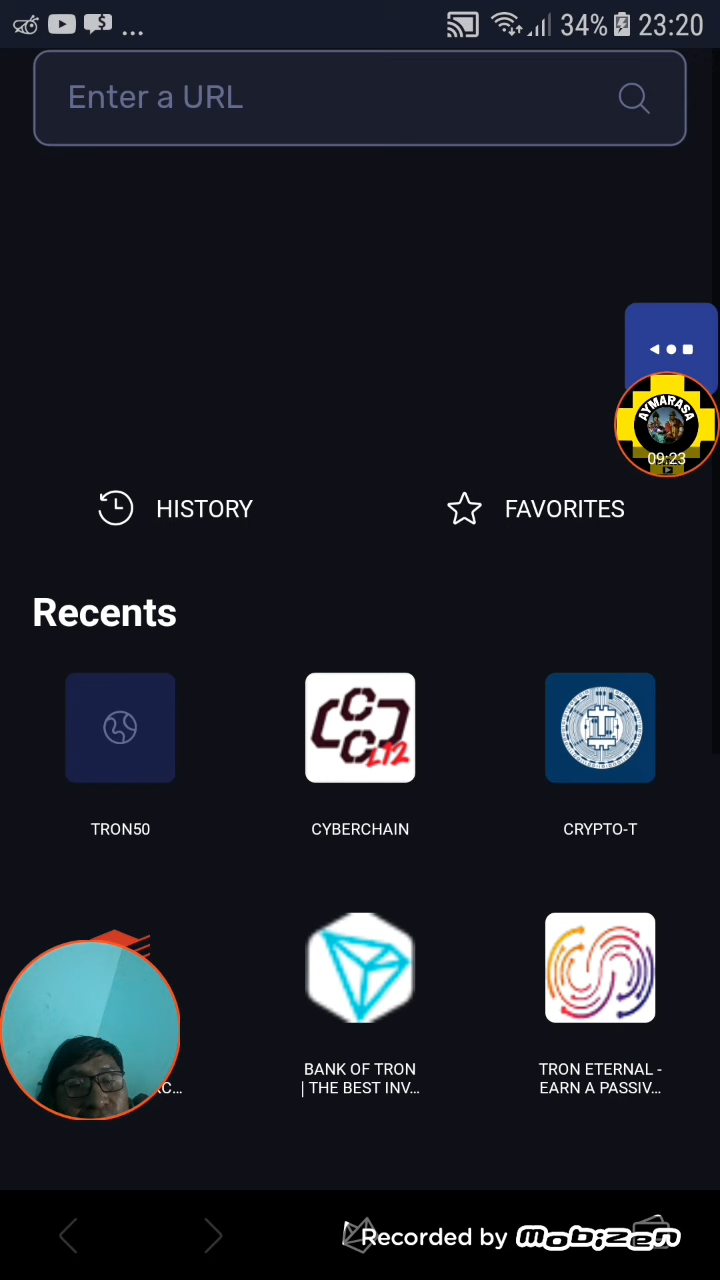 ... 34% 23:20
Enter a URL
AYMARASA
09:23
HISTORY FAVORITES
Recents
LT2
TRON50 CYBERCHAIN CRYPTO-T
BANK OF TRON
| THE BEST INV...
TRON ETERNAL -
EARN A PASSIV...
Recorded by mobizen